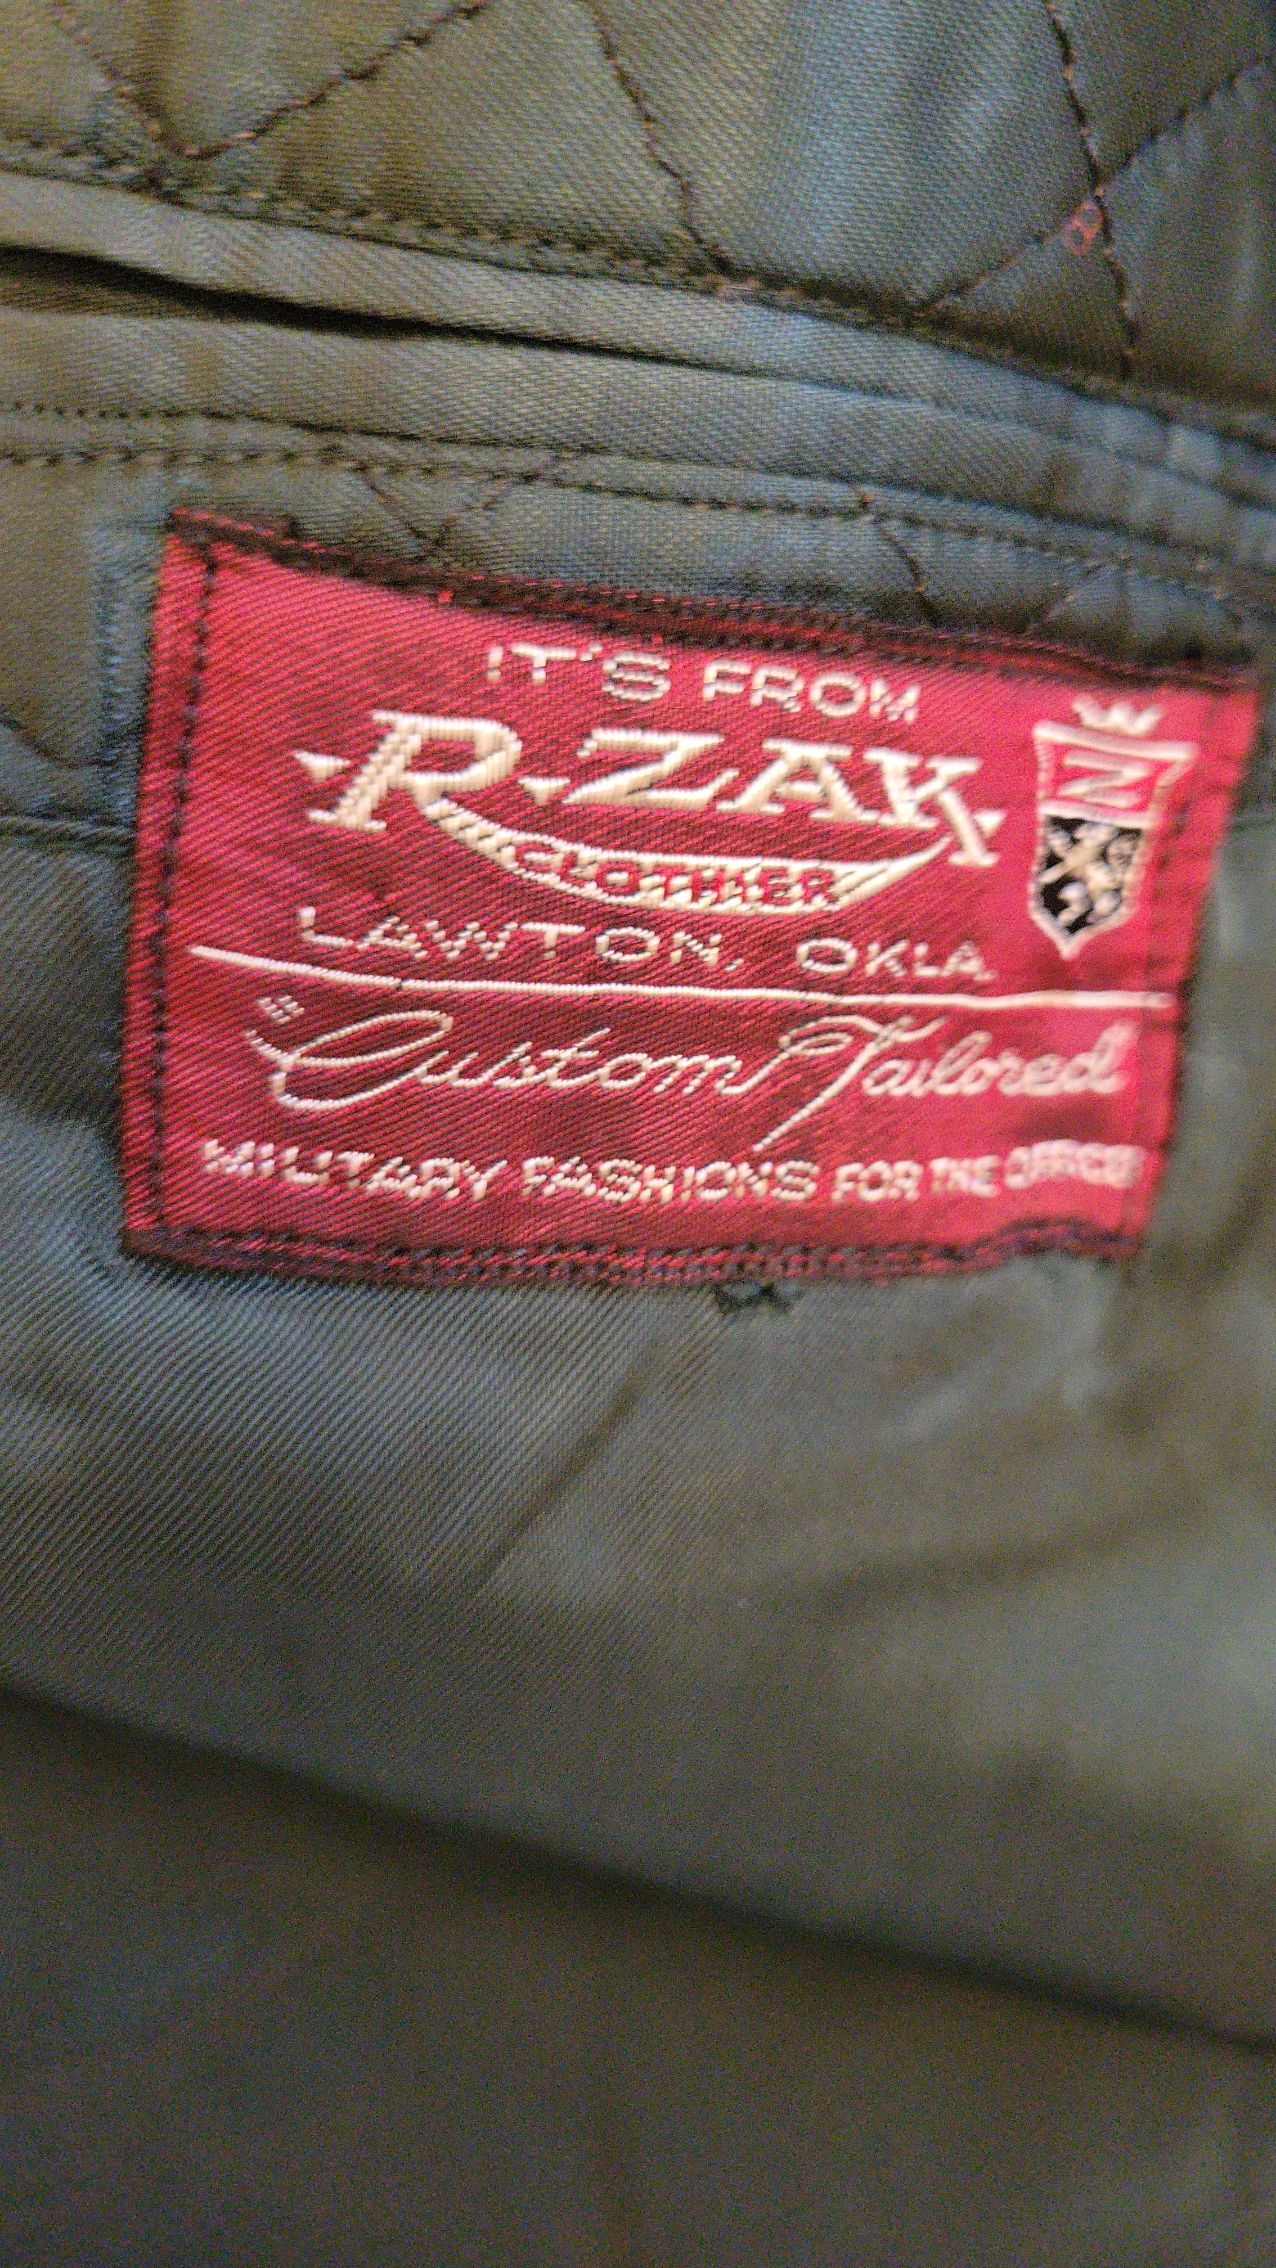 IT'S FROM
R-ZAK
CLOTHIER
LAWTON, OKLA.
N
"Custom Tailored"
MILITARY FASHIONS FOR THE OFFICER